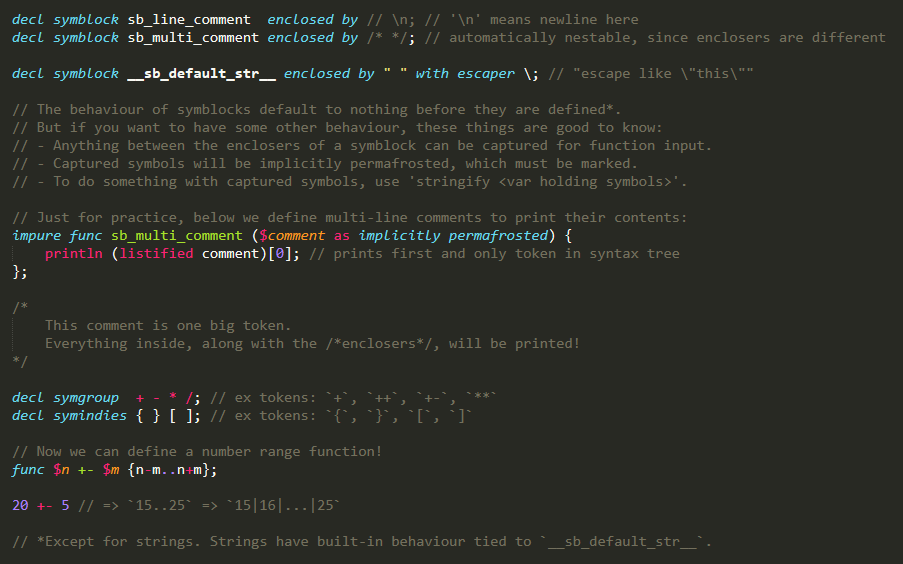 decl symblock sb_line_comment  enclosed by // \n; // '\n' means newline here
decl symblock sb_multi_comment enclosed by /* */; // automatically nestable, since enclosers are different
decl symblock __sb_default_str__ enclosed by " " with escaper \; // "escape like \"this\""
// The behaviour of symblocks default to nothing before they are defined*.
// But if you want to have some other behaviour, these things are good to know:
// - Anything between the enclosers of a symblock can be captured for function input.
// - Captured symbols will be implicitly permafrosted, which must be marked.
// - To do something with captured symbols, use 'stringify <var holding symbols>'.
// Just for practice, below we define multi-line comments to print their contents:
impure func sb_multi_comment ($comment as implicitly permafrosted) {
    println (listified comment)[0]; // prints first and only token in syntax tree
};
/*
    This comment is one big token.
    Everything inside, along with the /*enclosers*/, will be printed!
*/
decl symgroup  + - * /; // ex tokens: `+`, `++`, `+-`, `**`
decl symindies { } [ ]; // ex tokens: `{`, `}`, `[`, `]`
// Now we can define a number range function!
func $n +- $m {n-m..n+m};
20 +- 5 // => `15..25` => `15|16|...|25`
// *Except for strings. Strings have built-in behaviour tied to `__sb_default_str__`.